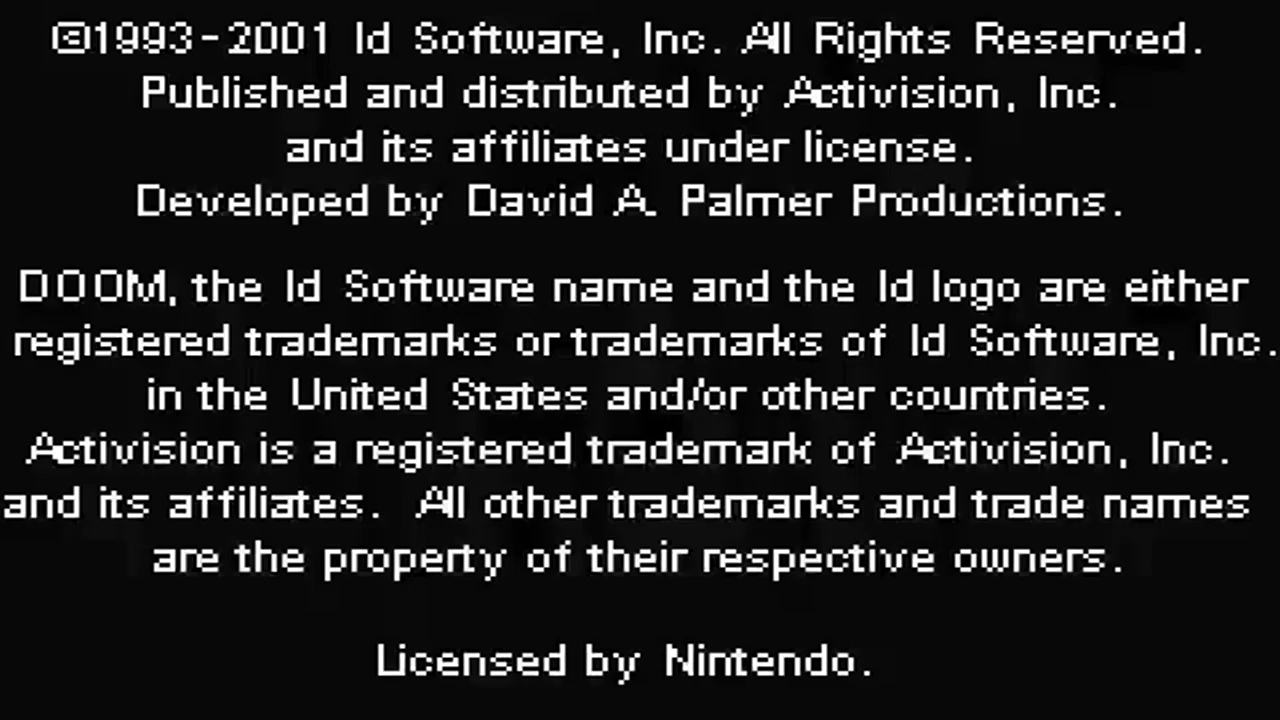 ©1993-2001 Id Software, Inc. All Rights Reserved.
Published and distributed by Activision, Inc.
and its affiliates under license.
Developed by David A. Palmer Productions.
DOOM, the Id Software name and the Id logo are either
registered trademarks or trademarks of Id Software, Inc.
in the United States and/or other countries.
Activision is a registered trademark of Activision, Inc.
and its affiliates. All other trademarks and trade names
are the property of their respective owners.
Licensed by Nintendo.